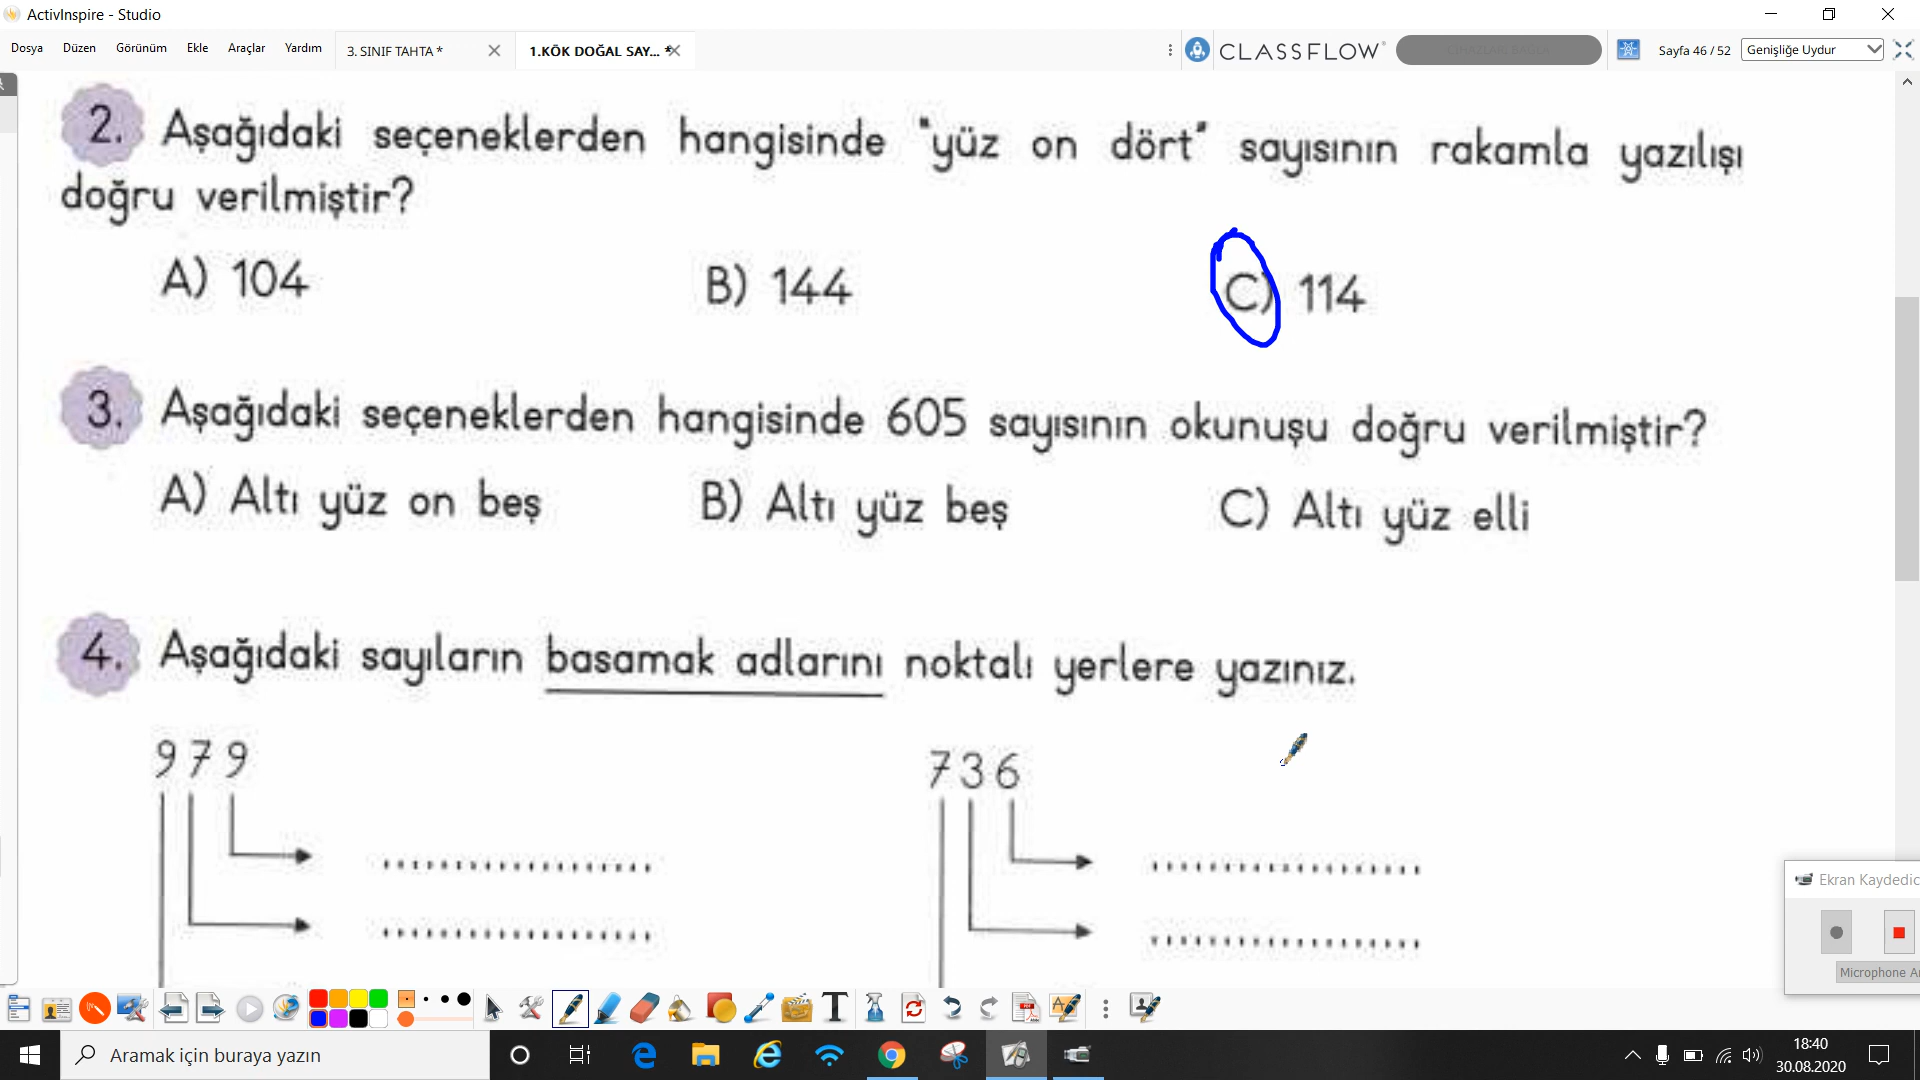 ActivInspire - Studio
Dosya Düzen Görünüm Ekle Araçlar Yardım 3. SINIF TAHTA * 1.KÖK DOĞAL SAY... * CLASSFLOW Sayfa 46 / 52 Genişliğe Uydur
2. Aşağıdaki seçeneklerden hangisinde "yüz on dört" sayısının rakamla yazılışı
doğru verilmiştir?
A) 104 B) 144 C) 114
3. Aşağıdaki seçeneklerden hangisinde 605 sayısının okunuşu doğru verilmiştir?
A) Altı yüz on beş B) Altı yüz beş C) Altı yüz elli
4. Aşağıdaki sayıların basamak adlarını noktalı yerlere yazınız.
979 736
Ekran Kaydedic
Microphone A
T
Aramak için buraya yazın
18:40
30.08.2020